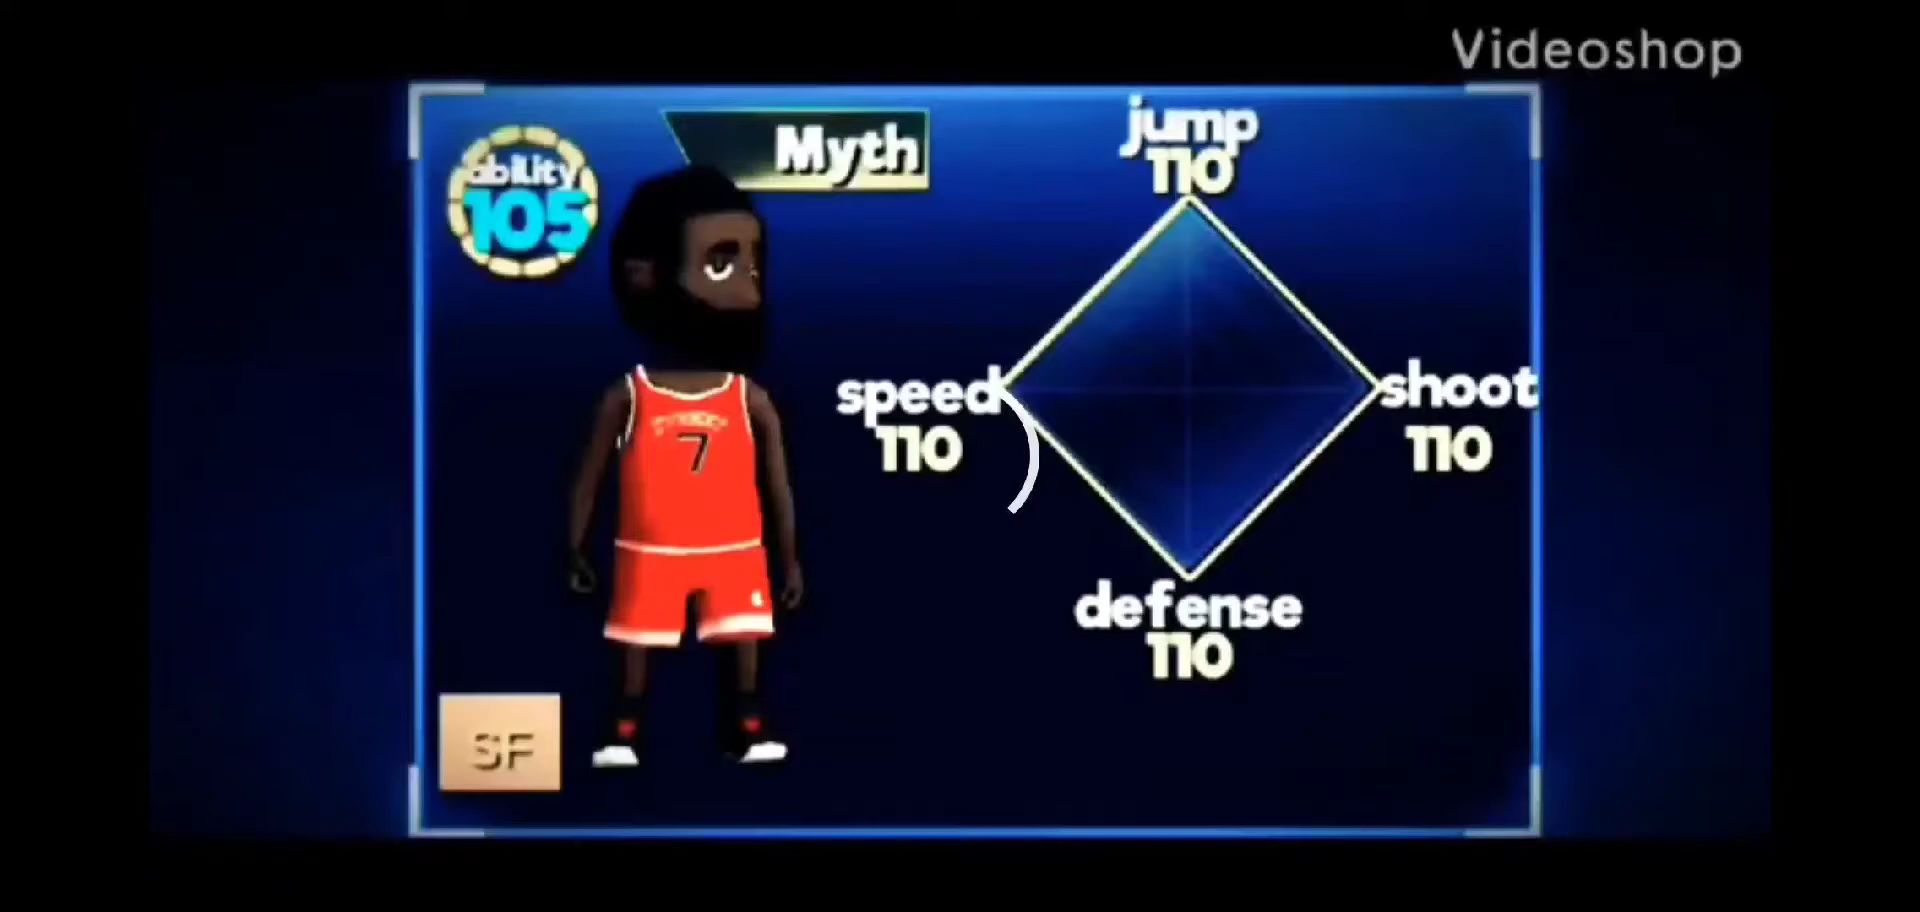 Videoshop
ability
105
Myth
jump
110
speed
110
shoot
110
defense
110
7
SF